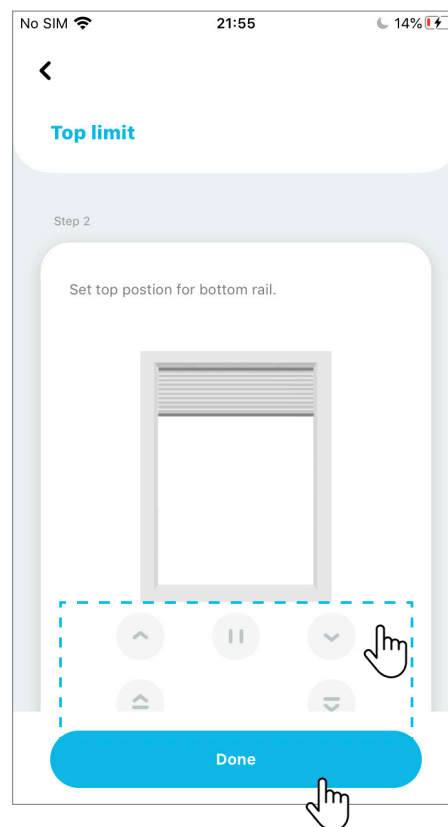 No SIM 21:55 14%
Top limit
Step 2
Set top postion for bottom rail.
Done